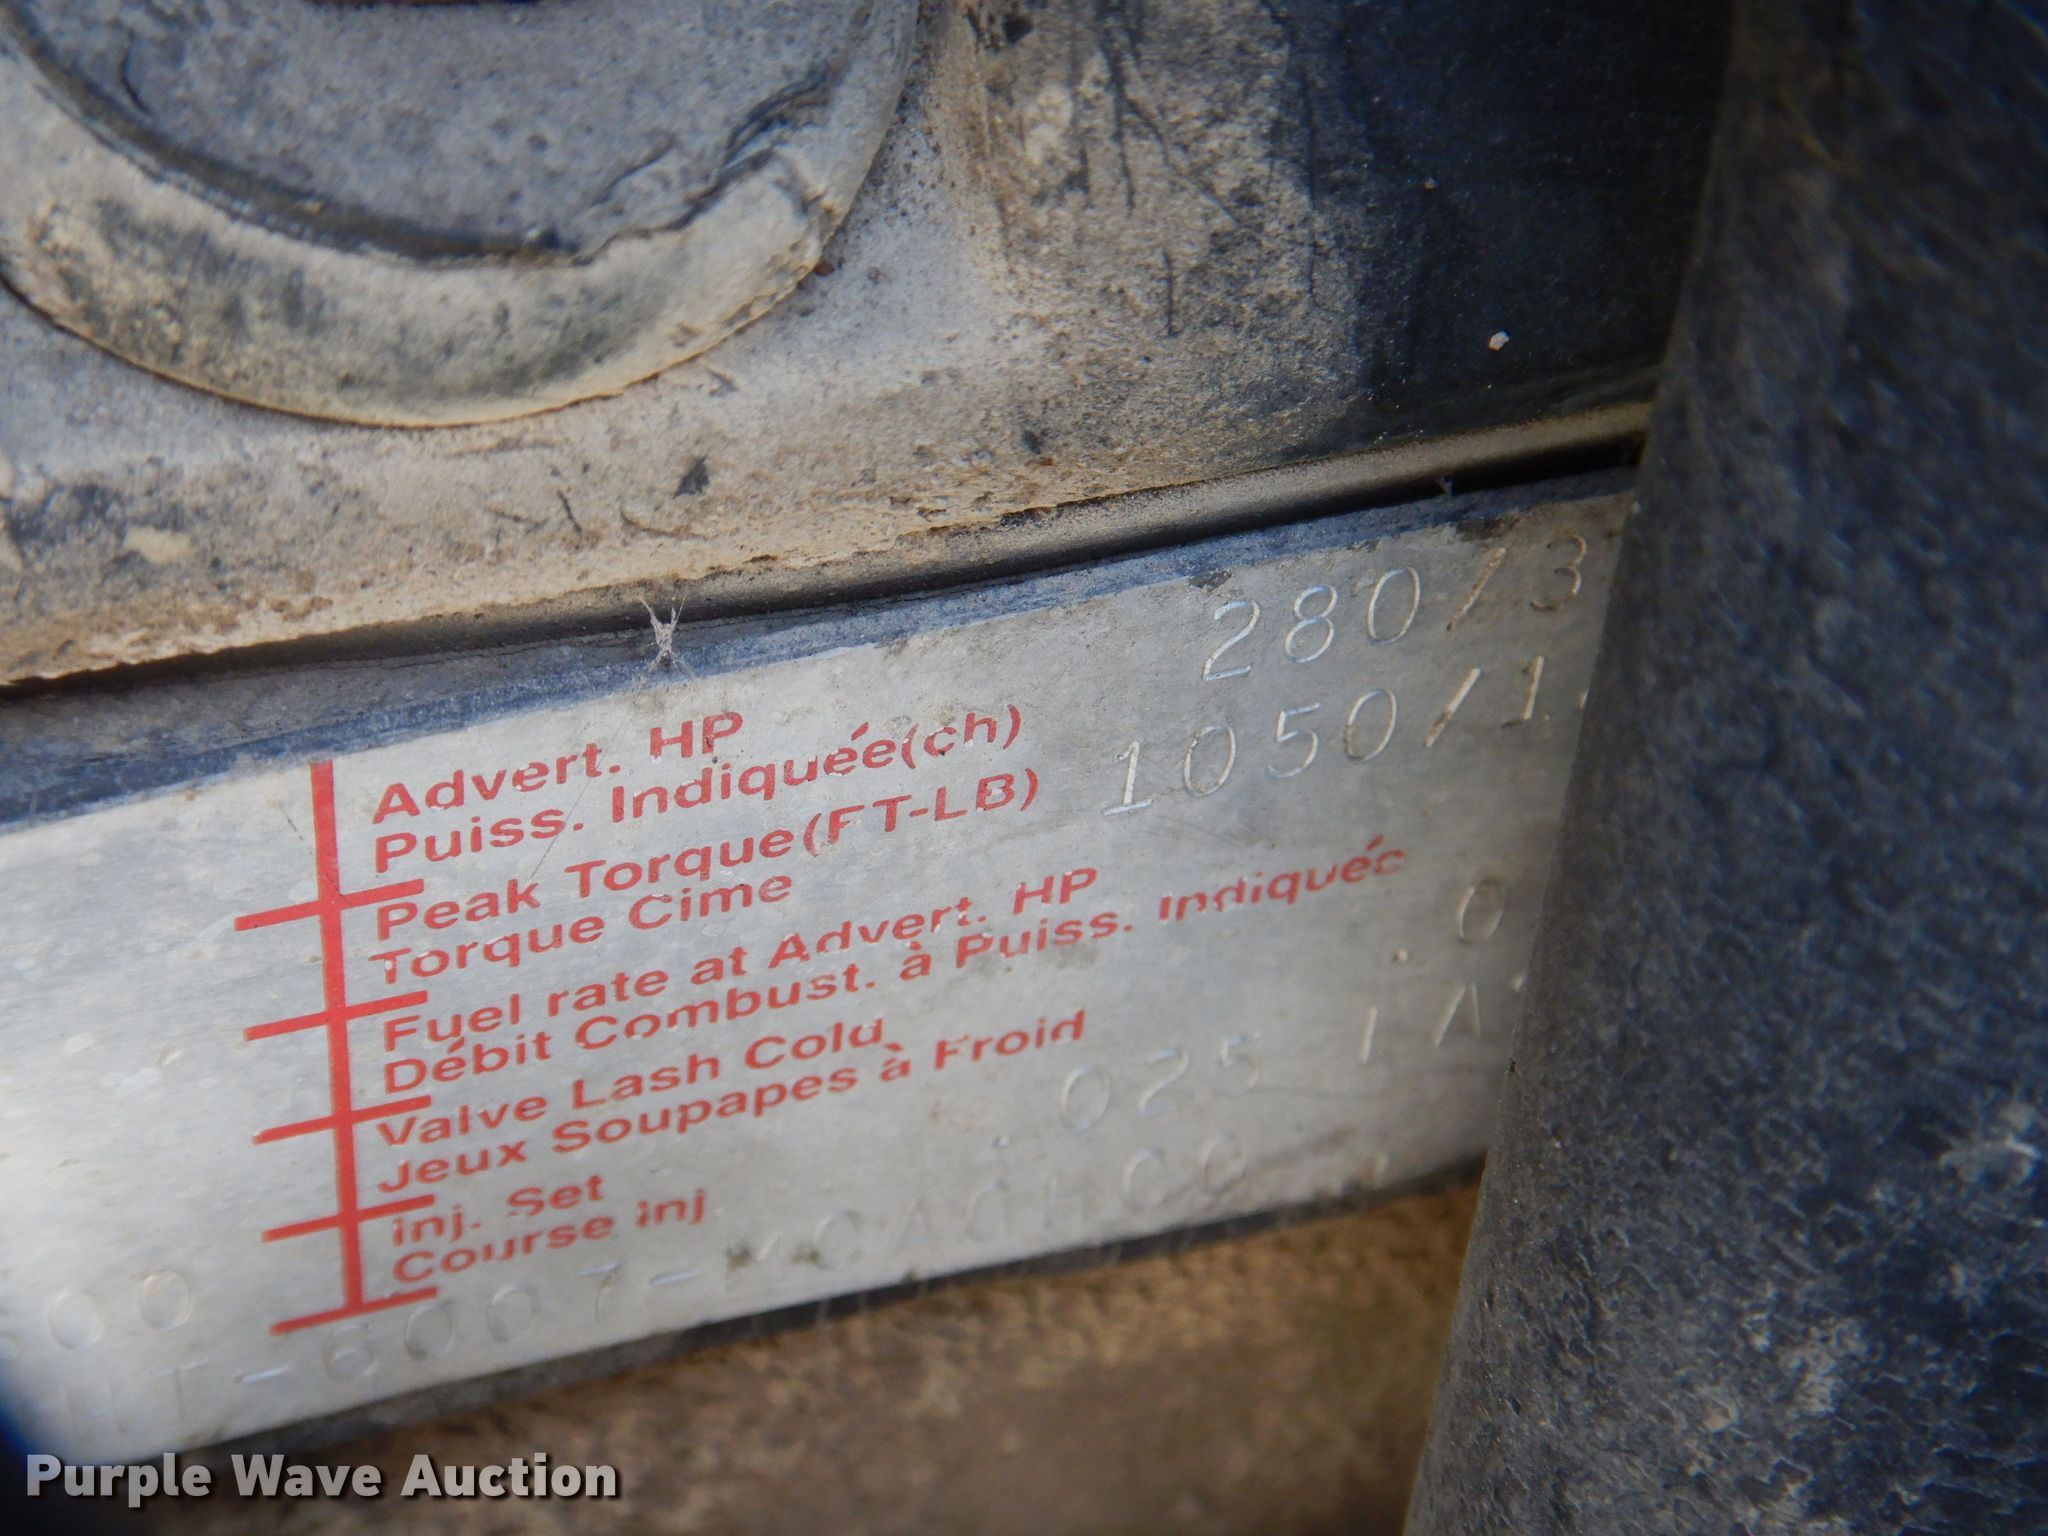 280/3
Advert. HP
Puiss. Indiquée(ch)
1050/1
Peak Torque(FT-LB)
Torque Cime
Fuel rate at Advert. HP
Débit Combust. à Puiss. Indiquée
.0
Valve Lash Cold
Jeux Soupapes à Froid
.025
Inj. Set
Course inj
Purple Wave Auction